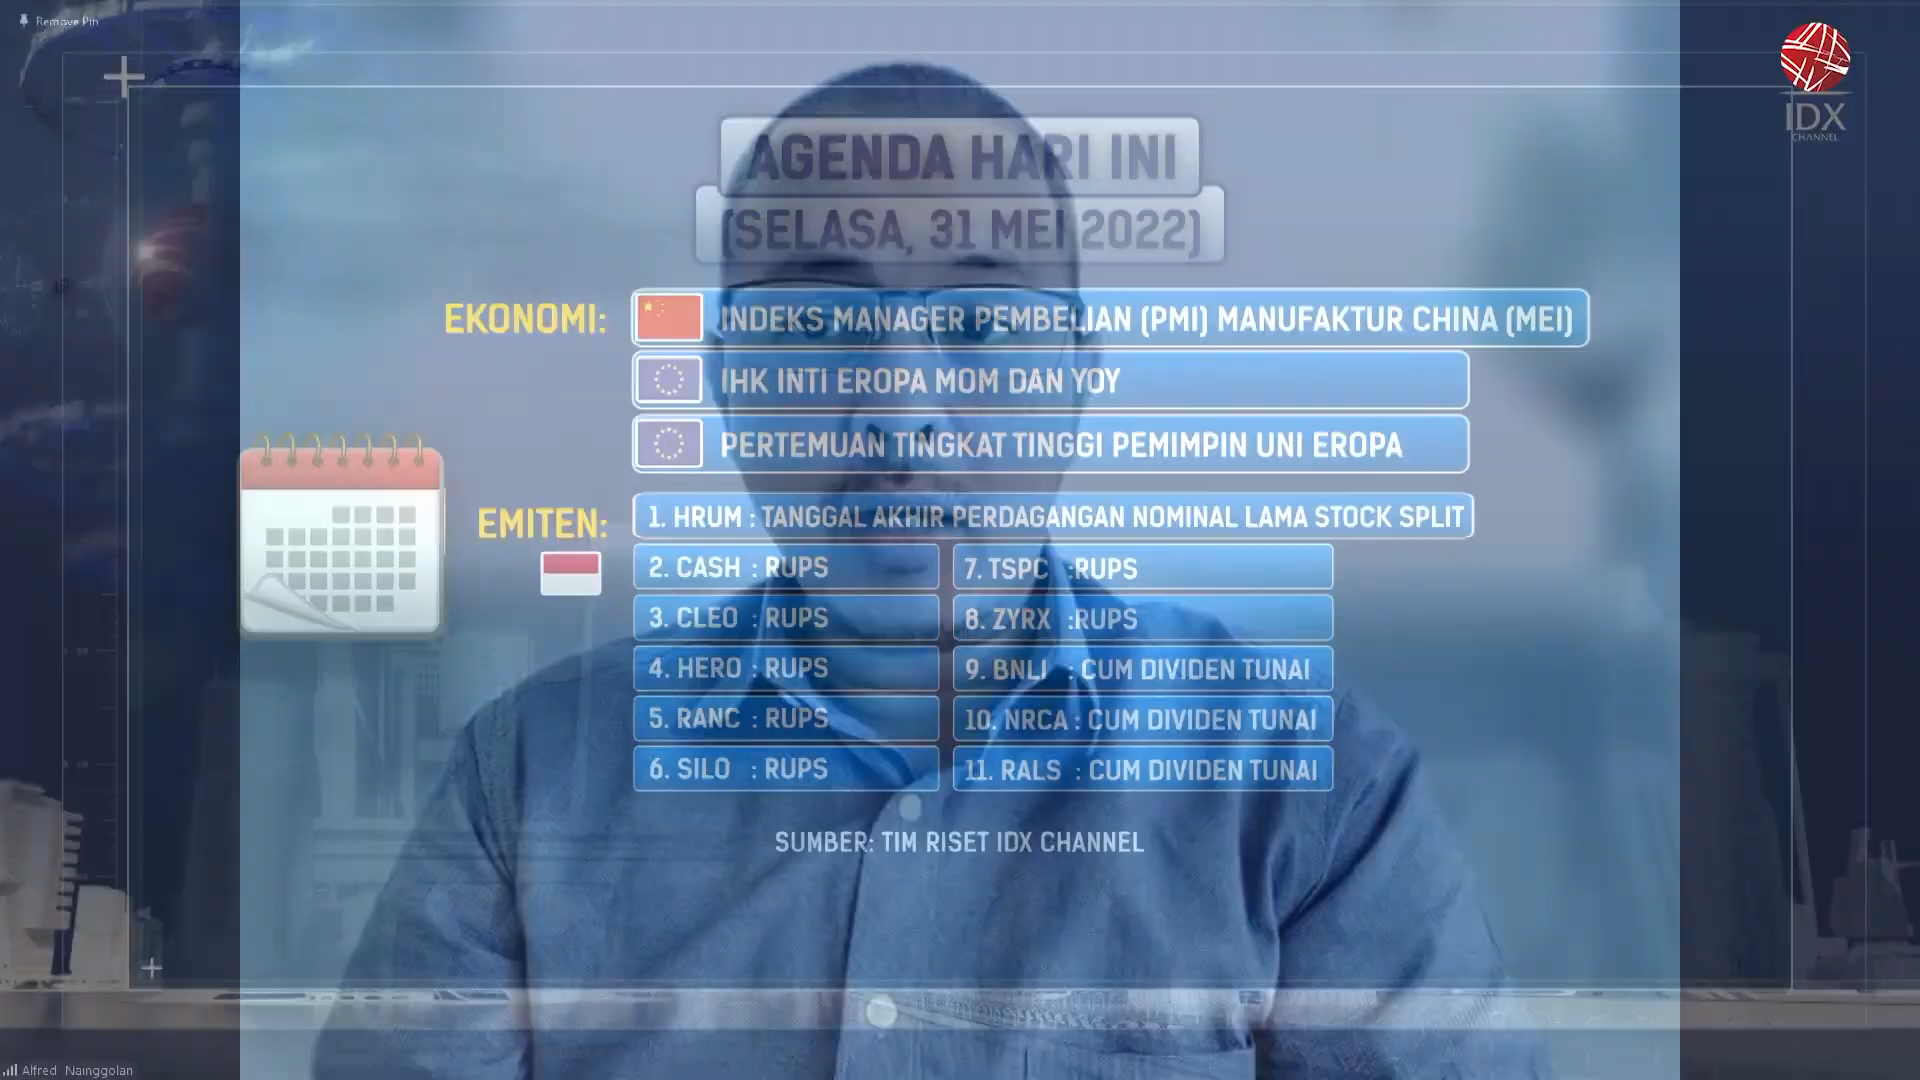 Remove Pin
IDX
CHANNEL
AGENDA HARI INI
(SELASA, 31 MEI 2022)
EKONOMI:
INDEKS MANAGER PEMBELIAN (PMI) MANUFAKTUR CHINA (MEI)
IHK INTI EROPA MOM DAN YOY
PERTEMUAN TINGKAT TINGGI PEMIMPIN UNI EROPA
EMITEN:
1. HRUM : TANGGAL AKHIR PERDAGANGAN NOMINAL LAMA STOCK SPLIT
2. CASH : RUPS
3. CLEO : RUPS
4. HERO : RUPS
5. RANC : RUPS
6. SILO : RUPS
7. TSPC :RUPS
8. ZYRX :RUPS
9. BNLI : CUM DIVIDEN TUNAI
10. NRCA : CUM DIVIDEN TUNAI
11. RALS : CUM DIVIDEN TUNAI
SUMBER: TIM RISET IDX CHANNEL
Alfred Nainggolan